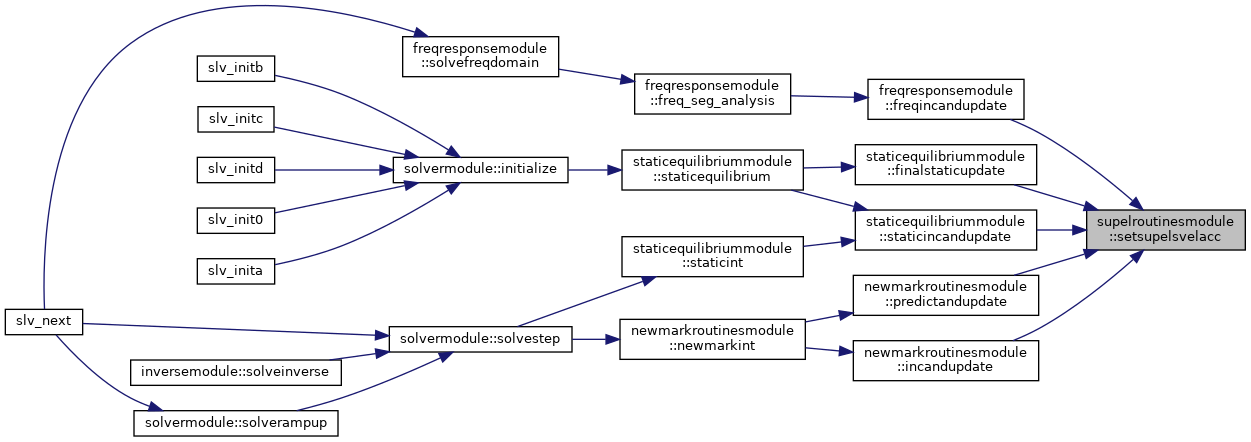 freqresponsemodule
::solvefreqdomain
slv_initb
freqresponsemodule
::freq_seg_analysis
freqresponsemodule
::freqincandupdate
slv_initc
slv_initd
solvermodule::initialize
staticequilibriummodule
::staticequilibrium
staticequilibriummodule
::finalstaticupdate
slv_init0
staticequilibriummodule
::staticincandupdate
supelroutinesmodule
::setsupelsvelacc
slv_inita
staticequilibriummodule
::staticint
newmarkroutinesmodule
::predictandupdate
slv_next
solvermodule::solvestep
newmarkroutinesmodule
::newmarkint
newmarkroutinesmodule
::incandupdate
inversemodule::solveinverse
solvermodule::solverampup